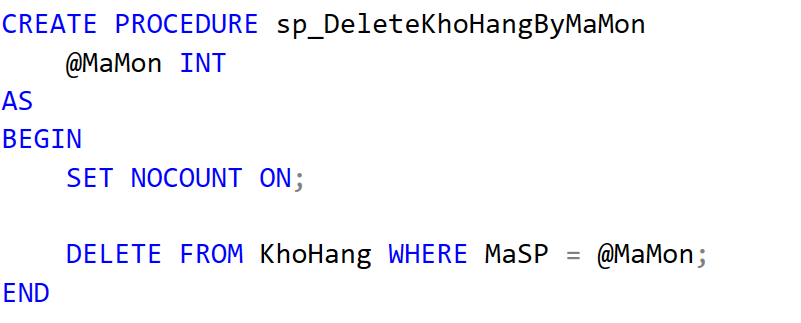 CREATE PROCEDURE sp_DeleteKhoHangByMaMon
    @MaMon INT
AS
BEGIN
    SET NOCOUNT ON;

    DELETE FROM KhoHang WHERE MaSP = @MaMon;
END